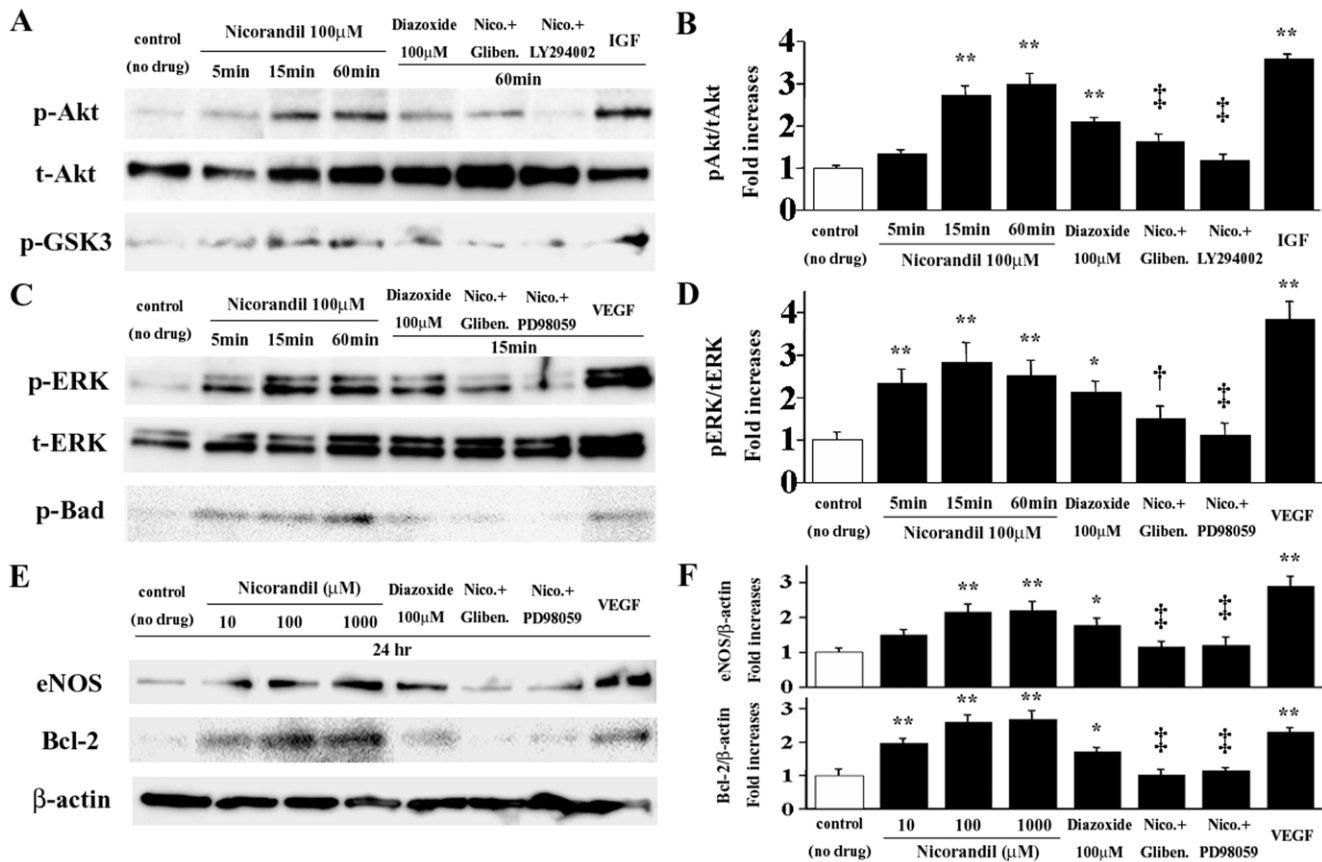 A
control
(no drug)
Nicorandil 100μM
5min 15min 60min
Diazoxide
100μM
Nico.+
Gliben.
Nico.+
LY294002
IGF
60min
p-Akt
t-Akt
p-GSK3
B
pAkt/tAkt
Fold increases
4
3
2
1
0
** ** ** ‡ ‡ **
control
(no drug)
5min 15min 60min
Nicorandil 100μM
Diazoxide
100μM
Nico.+
Gliben.
Nico.+
LY294002
IGF
C
control
(no drug)
Nicorandil 100μM
5min 15min 60min
Diazoxide
100μM
Nico.+
Gliben.
Nico.+
PD98059
VEGF
15min
p-ERK
t-ERK
p-Bad
D
pERK/tERK
Fold increases
4
3
2
1
0
** ** ** * † ‡ **
control
(no drug)
5min 15min 60min
Nicorandil 100μM
Diazoxide
100μM
Nico.+
Gliben.
Nico.+
PD98059
VEGF
E
control
(no drug)
Nicorandil (μM)
10 100 1000
Diazoxide
100μM
Nico.+
Gliben.
Nico.+
PD98059
VEGF
24 hr
eNOS
Bcl-2
β-actin
F
eNOS/β-actin
Fold increases
3
2
1
0
** ** * ‡ ‡ **
Bcl-2/β-actin
Fold increases
3
2
1
0
** ** ** * ‡ ‡ **
control
(no drug)
10 100 1000
Nicorandil (μM)
Diazoxide
100μM
Nico.+
Gliben.
Nico.+
PD98059
VEGF